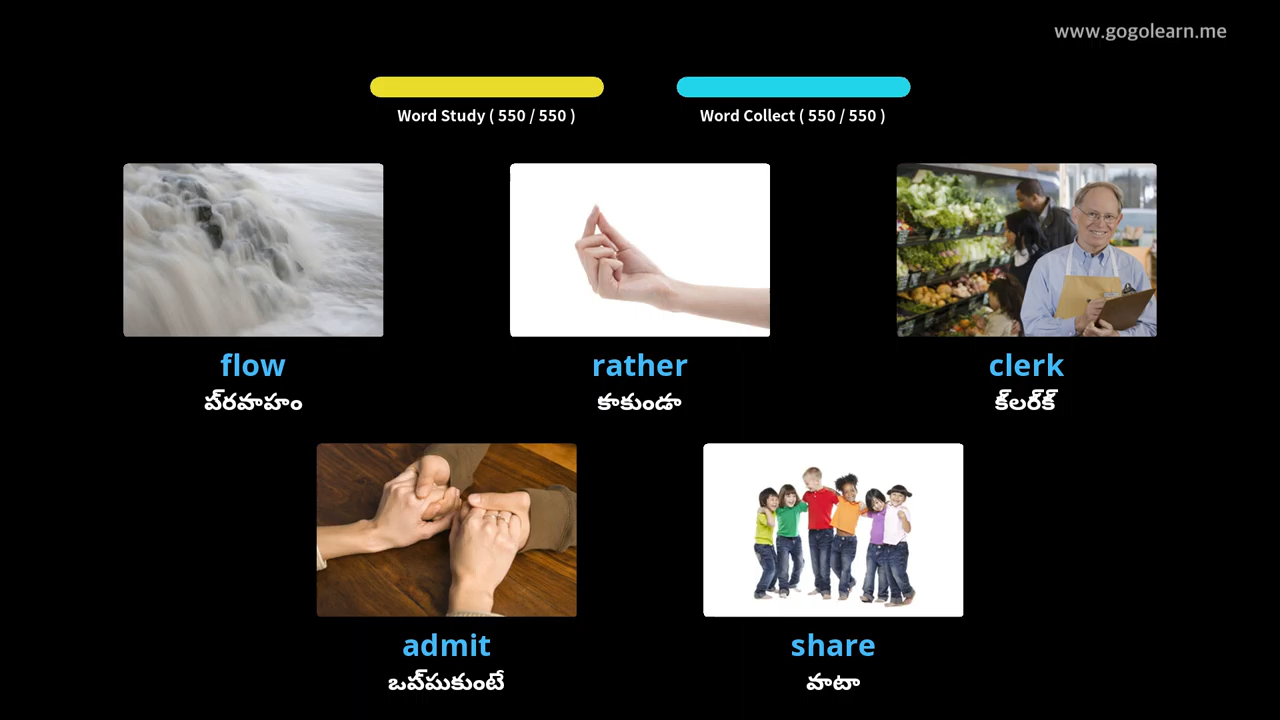 www.gogolearn.me
Word Study ( 550 / 550 )
Word Collect ( 550 / 550 )
flow
ప్‌రవాహం
rather
కాకుండా
clerk
క్‌లర్‌క్
admit
ఒప్‌పుకుంటే
share
వాటా